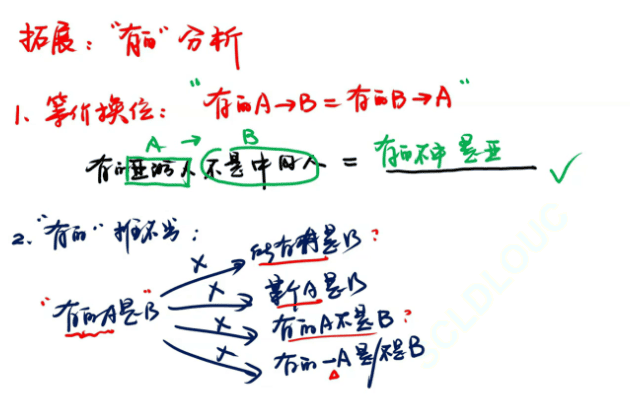 拓展："有的"分析
1、等价换位："有的A→B=有的B→A"
A → B
有的亚洲人不是中国人 = 有的不中是亚 ✓
2、"有的"推不出：
所有的是B？
"有的A是B"
某个A是B
有的A不是B？
有的-A是/不是B
CCLDLOUC